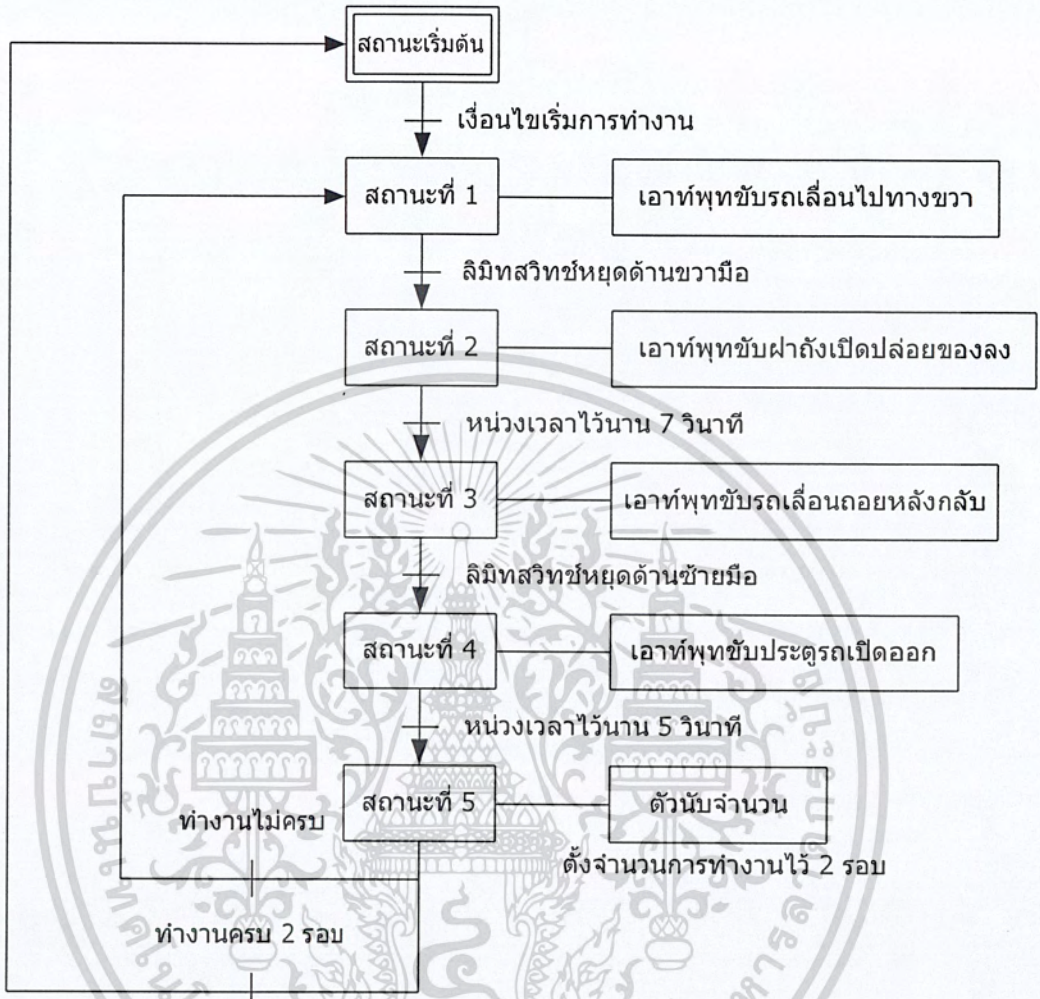 สถานะเริ่มต้น
เงื่อนไขเริ่มการทำงาน
สถานะที่ 1
เอาท์พุทขับรถเลื่อนไปทางขวา
ลิมิทสวิทช์หยุดด้านขวามือ
สถานะที่ 2
เอาท์พุทขับฝาถังเปิดปล่อยของลง
หน่วงเวลาไว้นาน 7 วินาที
สถานะที่ 3
เอาท์พุทขับรถเลื่อนถอยหลังกลับ
ลิมิทสวิทช์หยุดด้านซ้ายมือ
สถานะที่ 4
เอาท์พุทขับประตูรถเปิดออก
หน่วงเวลาไว้นาน 5 วินาที
สถานะที่ 5
ตัวนับจำนวน
ทำงานไม่ครบ
ตั้งจำนวนการทำงานไว้ 2 รอบ
ทำงานครบ 2 รอบ